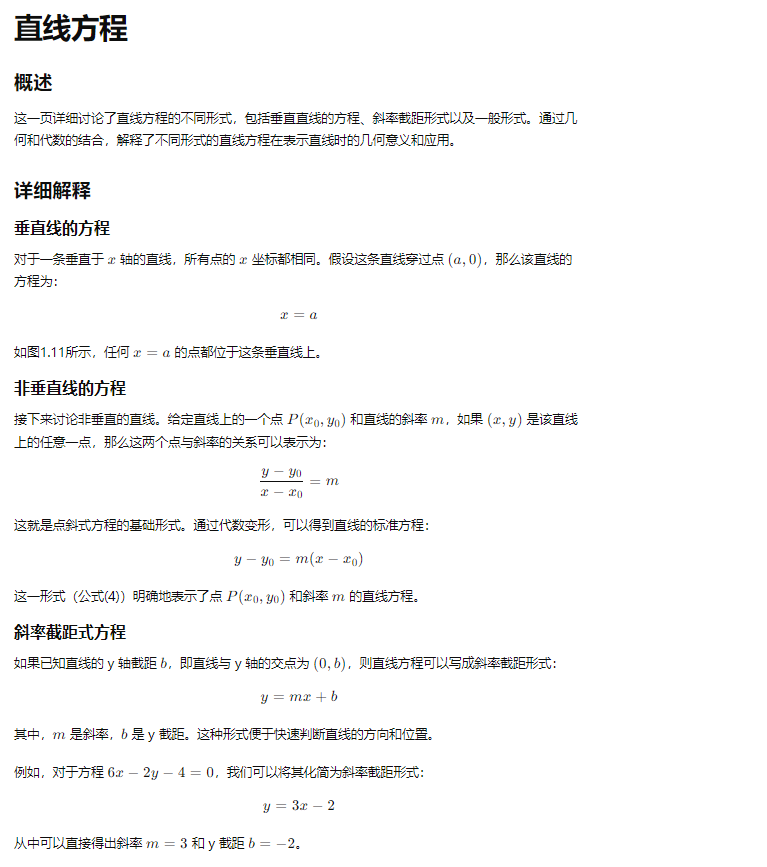 直线方程
概述
这一页详细讨论了直线方程的不同形式，包括垂直直线的方程、斜率截距形式以及一般形式。通过几
何和代数的结合，解释了不同形式的直线方程在表示直线时的几何意义和应用。
详细解释
垂直线的方程
对于一条垂直于 x 轴的直线，所有点的 x 坐标都相同。假设这条直线穿过点 (a, 0)，那么该直线的
方程为：
x = a
如图1.11所示，任何 x = a 的点都位于这条垂直线上。
非垂直线的方程
接下来讨论非垂直的直线。给定直线上的一个点 P(x₀, y₀) 和直线的斜率 m，如果 (x, y) 是该直线
上的任意一点，那么这两个点与斜率的关系可以表示为：
(y − y₀)/(x − x₀) = m
这就是点斜式方程的基础形式。通过代数变形，可以得到直线的标准方程：
y − y₀ = m(x − x₀)
这一形式（公式(4)）明确地表示了点 P(x₀, y₀) 和斜率 m 的直线方程。
斜率截距式方程
如果已知直线的 y 轴截距 b，即直线与 y 轴的交点为 (0, b)，则直线方程可以写成斜率截距形式：
y = mx + b
其中，m 是斜率，b 是 y 截距。这种形式便于快速判断直线的方向和位置。
例如，对于方程 6x − 2y − 4 = 0，我们可以将其化简为斜率截距形式：
y = 3x − 2
从中可以直接得出斜率 m = 3 和 y 截距 b = −2。